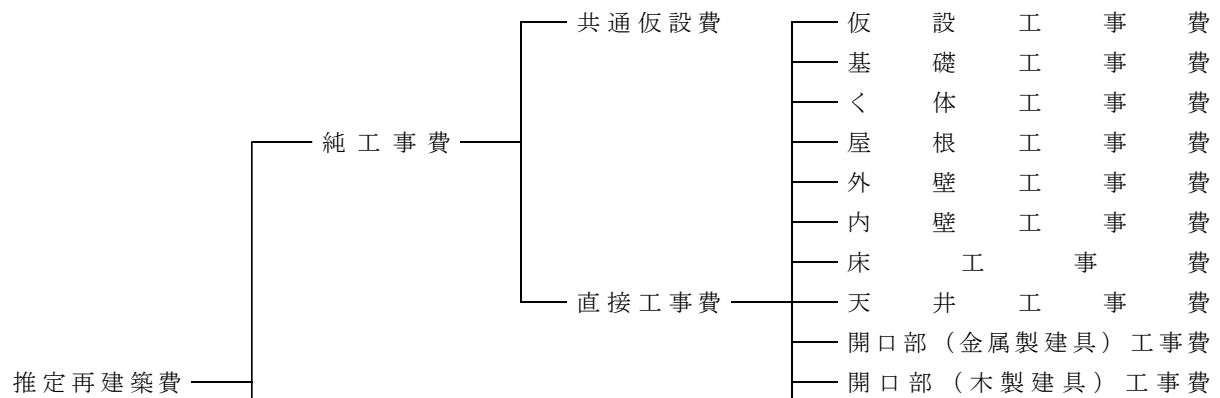 共通仮設費
仮設工事費
基礎工事費
く体工事費
純工事費
屋根工事費
外壁工事費
内壁工事費
床工事費
直接工事費
天井工事費
開口部（金属製建具）工事費
推定再建築費
開口部（木製建具）工事費